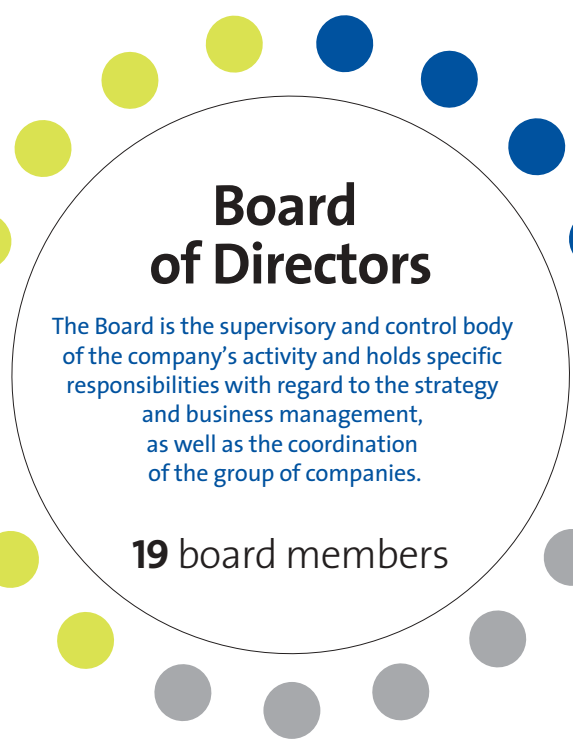 Board
of Directors
The Board is the supervisory and control body
of the company’s activity and holds specific
responsibilities with regard to the strategy
and business management,
as well as the coordination
of the group of companies.
19 board members